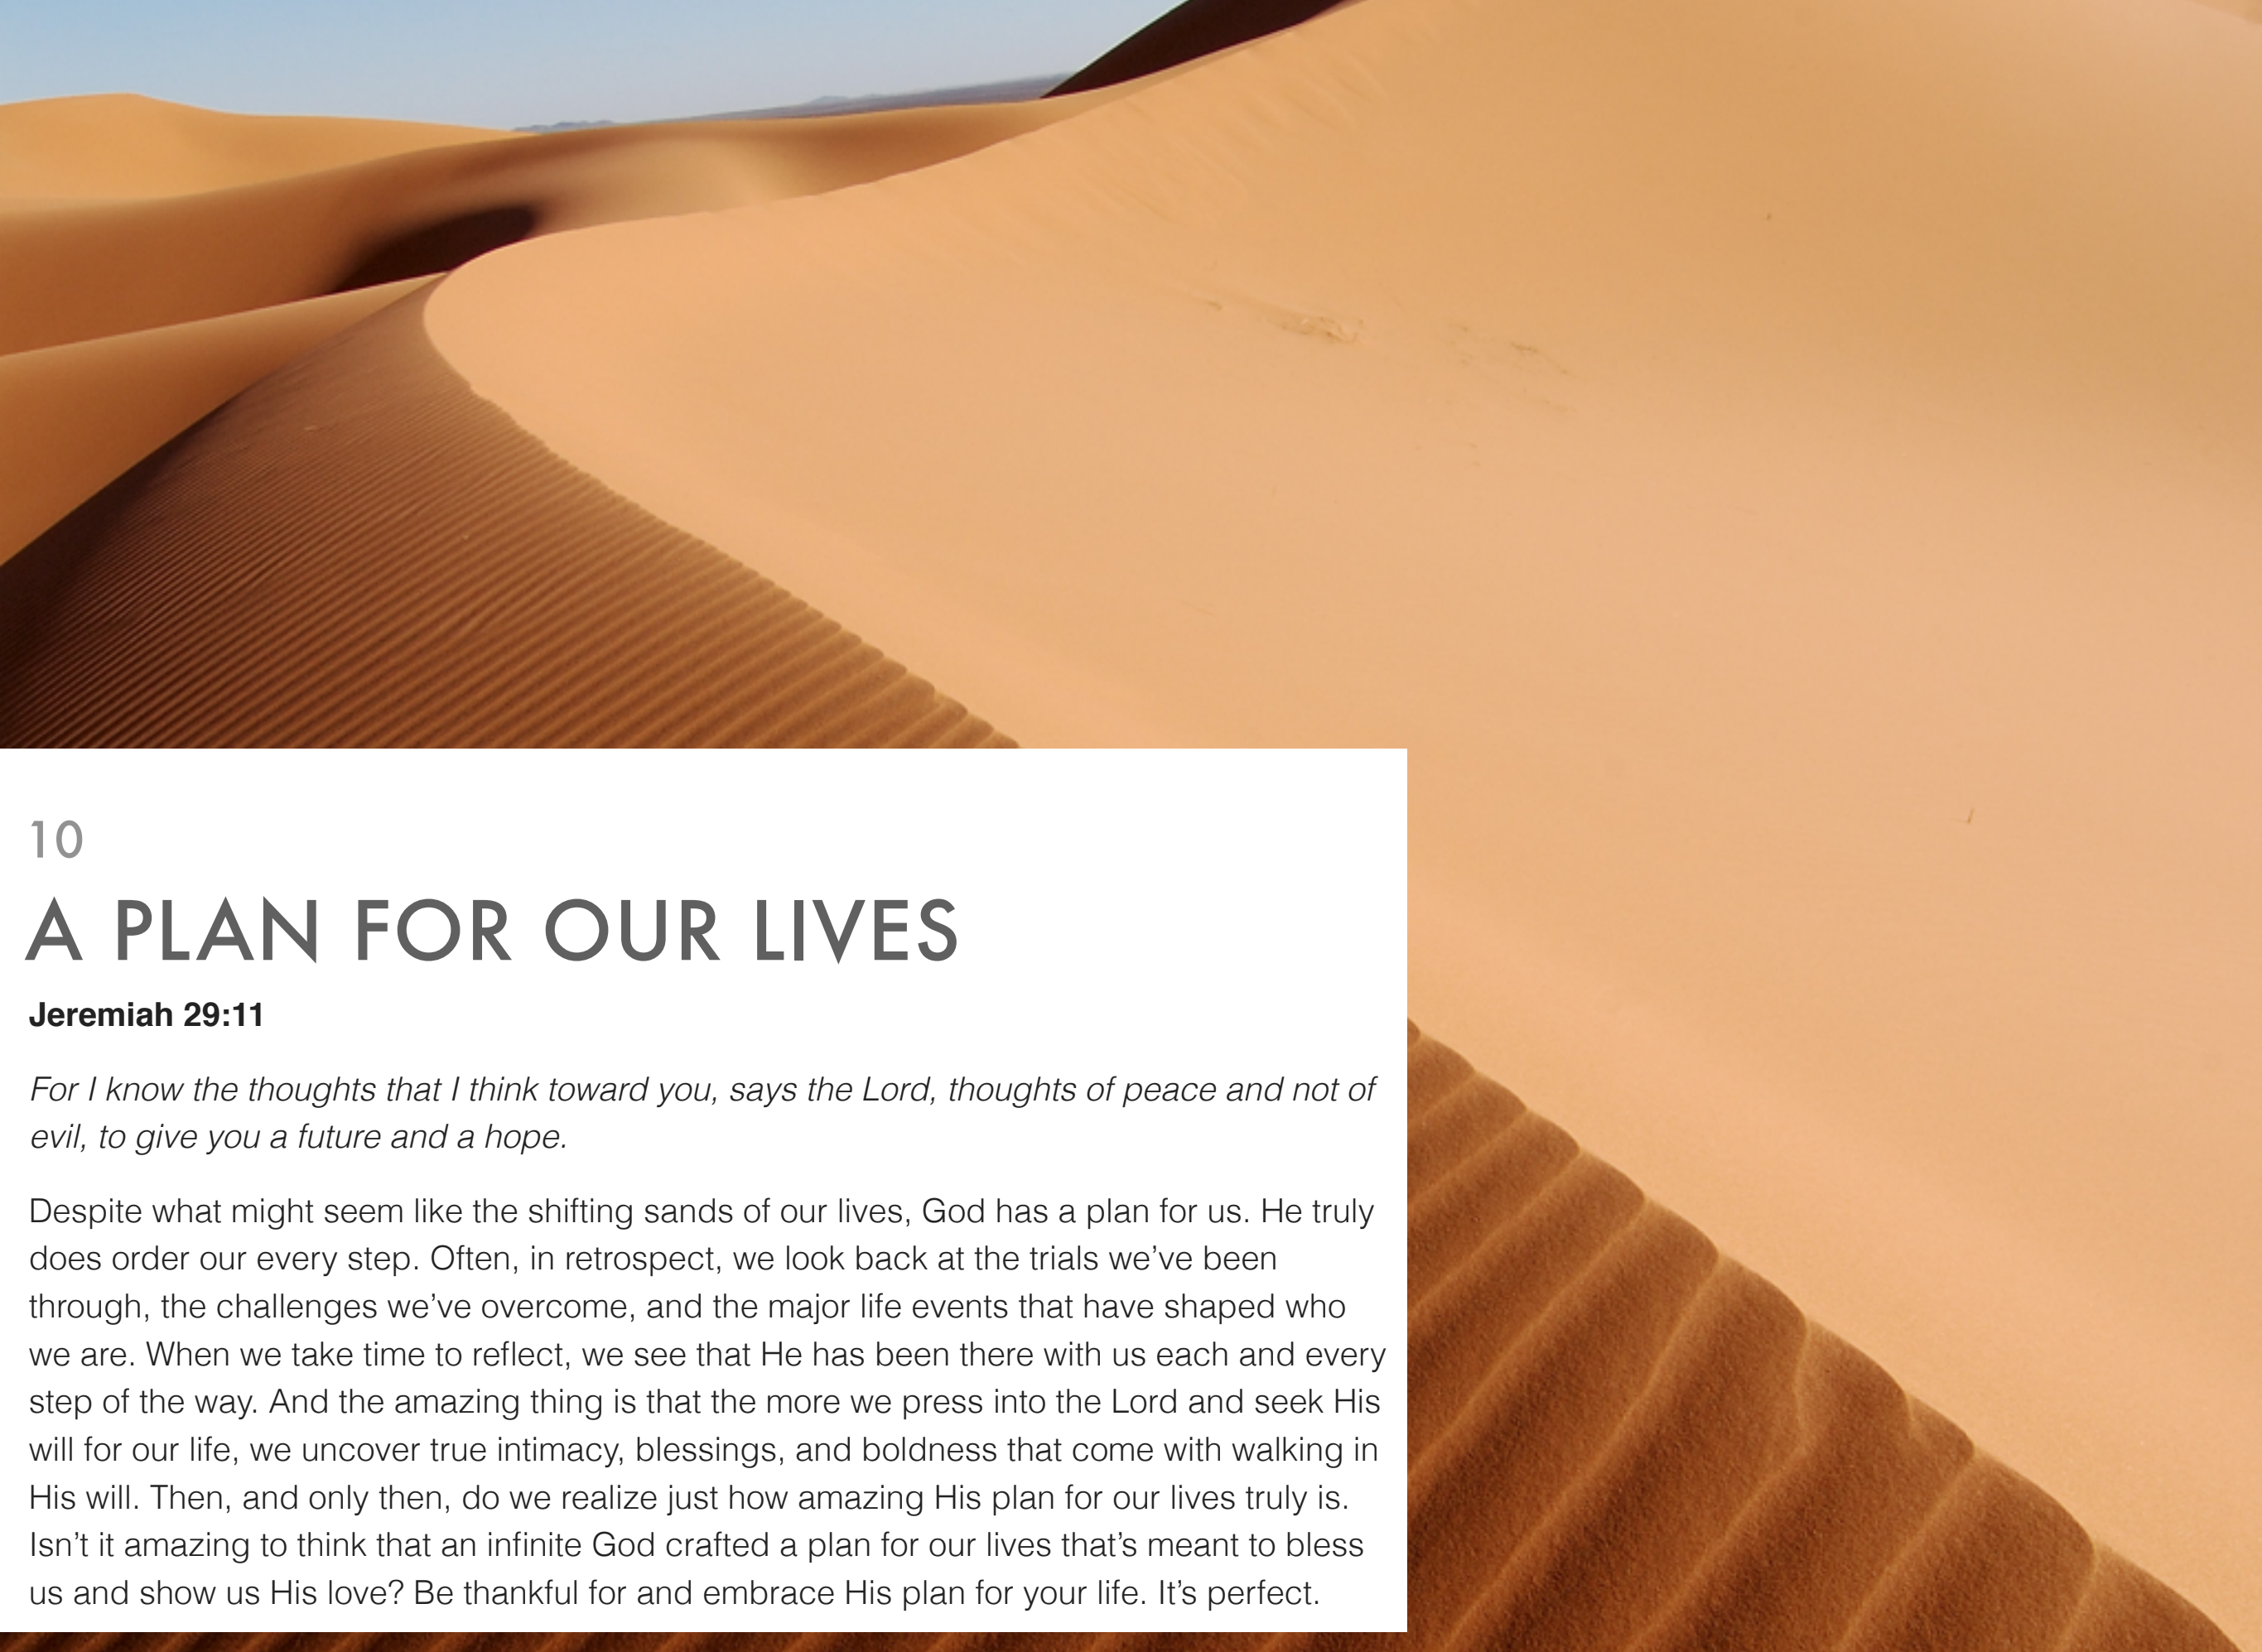 10
A PLAN FOR OUR LIVES
Jeremiah 29:11
For I know the thoughts that I think toward you, says the Lord, thoughts of peace and not of
evil, to give you a future and a hope.
Despite what might seem like the shifting sands of our lives, God has a plan for us. He truly
does order our every step. Often, in retrospect, we look back at the trials we’ve been
through, the challenges we’ve overcome, and the major life events that have shaped who
we are. When we take time to reflect, we see that He has been there with us each and every
step of the way. And the amazing thing is that the more we press into the Lord and seek His
will for our life, we uncover true intimacy, blessings, and boldness that come with walking in
His will. Then, and only then, do we realize just how amazing His plan for our lives truly is.
Isn’t it amazing to think that an infinite God crafted a plan for our lives that’s meant to bless
us and show us His love? Be thankful for and embrace His plan for your life. It’s perfect.